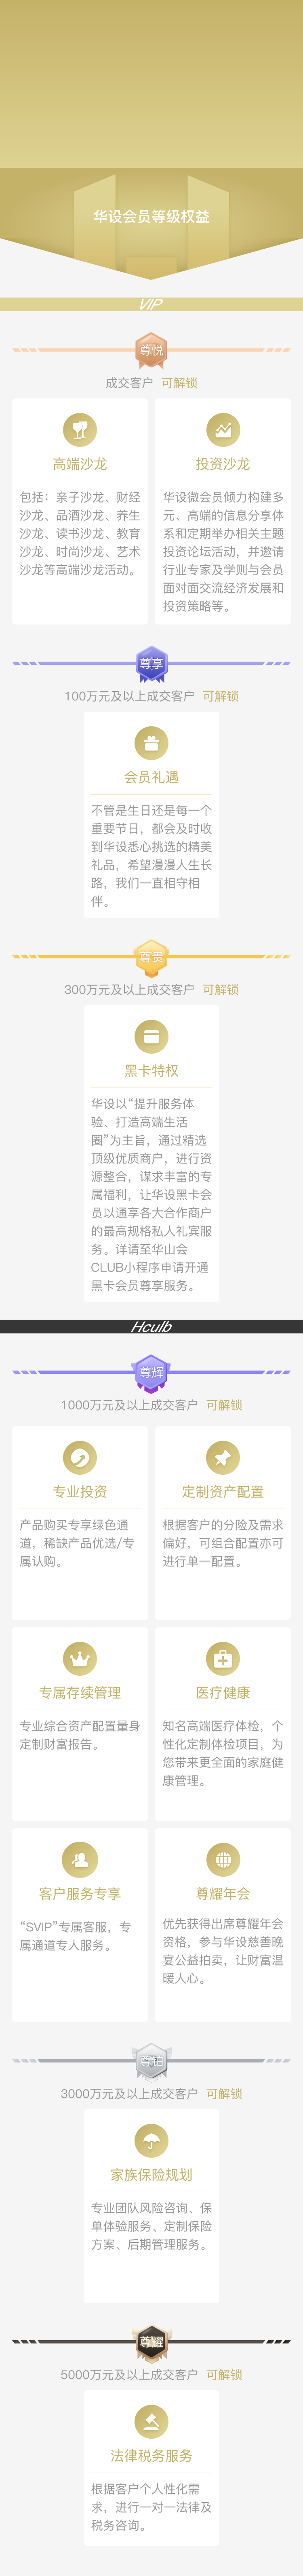 华设会员等级权益
VIP
尊悦
成交客户 可解锁
高端沙龙
包括：亲子沙龙、财经
沙龙、品酒沙龙、养生
沙龙、读书沙龙、教育
沙龙、时尚沙龙、艺术
沙龙等高端沙龙活动。
投资沙龙
华设微会员倾力构建多
元、高端的信息分享体
系和定期举办相关主题
投资论坛活动，并邀请
行业专家及学则与会员
面对面交流经济发展和
投资策略等。
尊享
100万元及以上成交客户 可解锁
会员礼遇
不管是生日还是每一个
重要节日，都会及时收
到华设悉心挑选的精美
礼品，希望漫漫人生长
路，我们一直相守相
伴。
尊贵
300万元及以上成交客户 可解锁
黑卡特权
华设以“提升服务体
验、打造高端生活
圈”为主旨，通过精选
顶级优质商户，进行资
源整合，谋求丰富的专
属福利，让华设黑卡会
员以通享各大合作商户
的最高规格私人礼宾服
务。详请至华山会
CLUB小程序申请开通
黑卡会员尊享服务。
Hculb
尊辉
1000万元及以上成交客户 可解锁
专业投资
产品购买专享绿色通
道，稀缺产品优选/专
属认购。
定制资产配置
根据客户的分险及需求
偏好，可组合配置亦可
进行单一配置。
专属存续管理
专业综合资产配置量身
定制财富报告。
医疗健康
知名高端医疗体检，个
性化定制体检项目，为
您带来更全面的家庭健
康管理。
客户服务专享
“SVIP”专属客服，专
属通道专人服务。
尊耀年会
优先获得出席尊耀年会
资格，参与华设慈善晚
宴公益拍卖，让财富温
暖人心。
3000万元及以上成交客户 可解锁
家族保险规划
专业团队风险咨询、保
单体验服务、定制保险
方案、后期管理服务。
尊耀
5000万元及以上成交客户 可解锁
法律税务服务
根据客户个人性化需
求，进行一对一法律及
税务咨询。